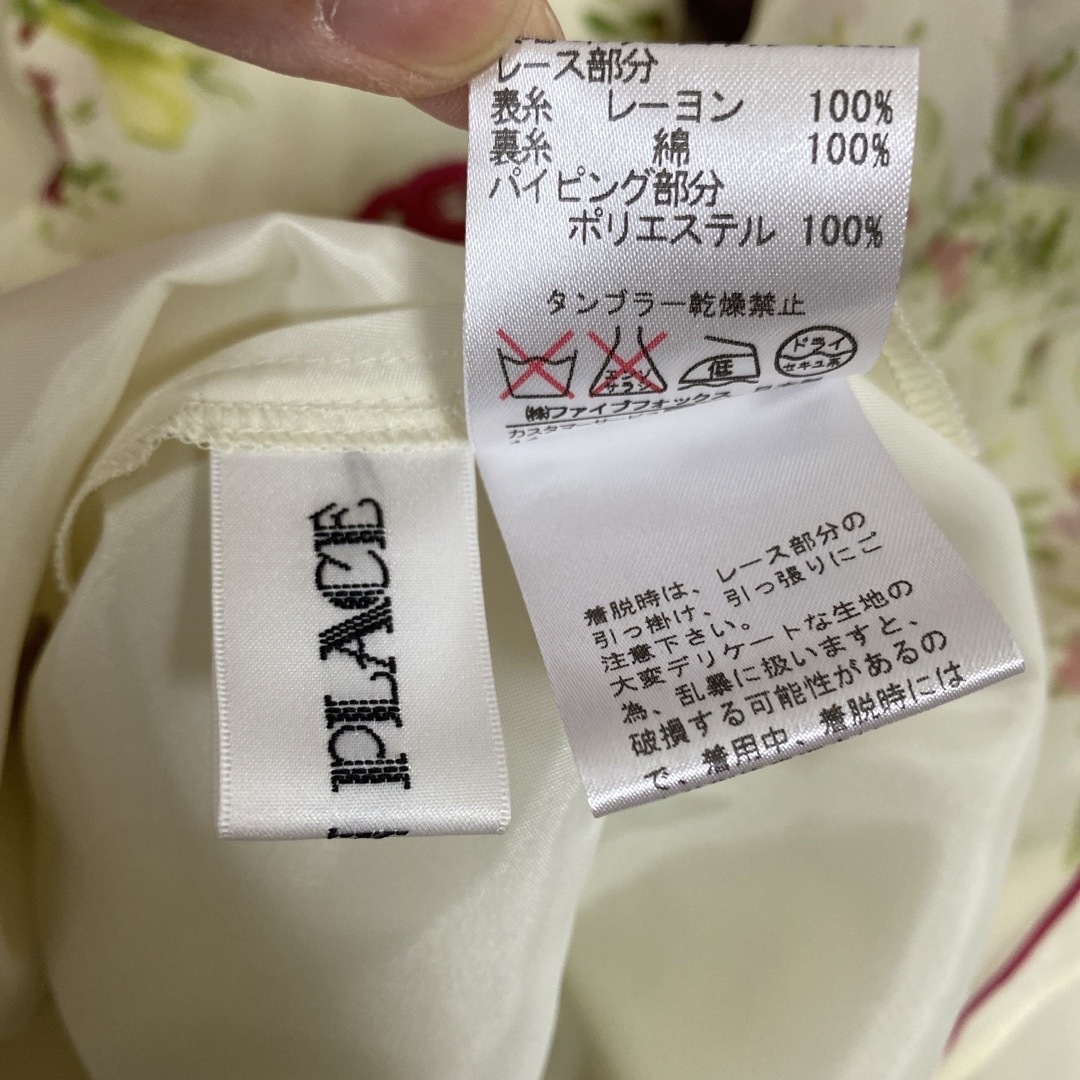 レース部分
表糸 レーヨン 100%
裏糸 綿 100%
パイピング部分
ポリエステル 100%
タンブラー乾燥禁止
エンソ
サラシ
低
ドライ
セキユ系
㈱ファイブフォックス
PLACE
着脱時は、レース部分の
引っ掛け、引っ張りにご
注意下さい。
大変デリケートな生地の
為、乱暴に扱いますと、
破損する可能性があるの
で、着用中、着脱時には